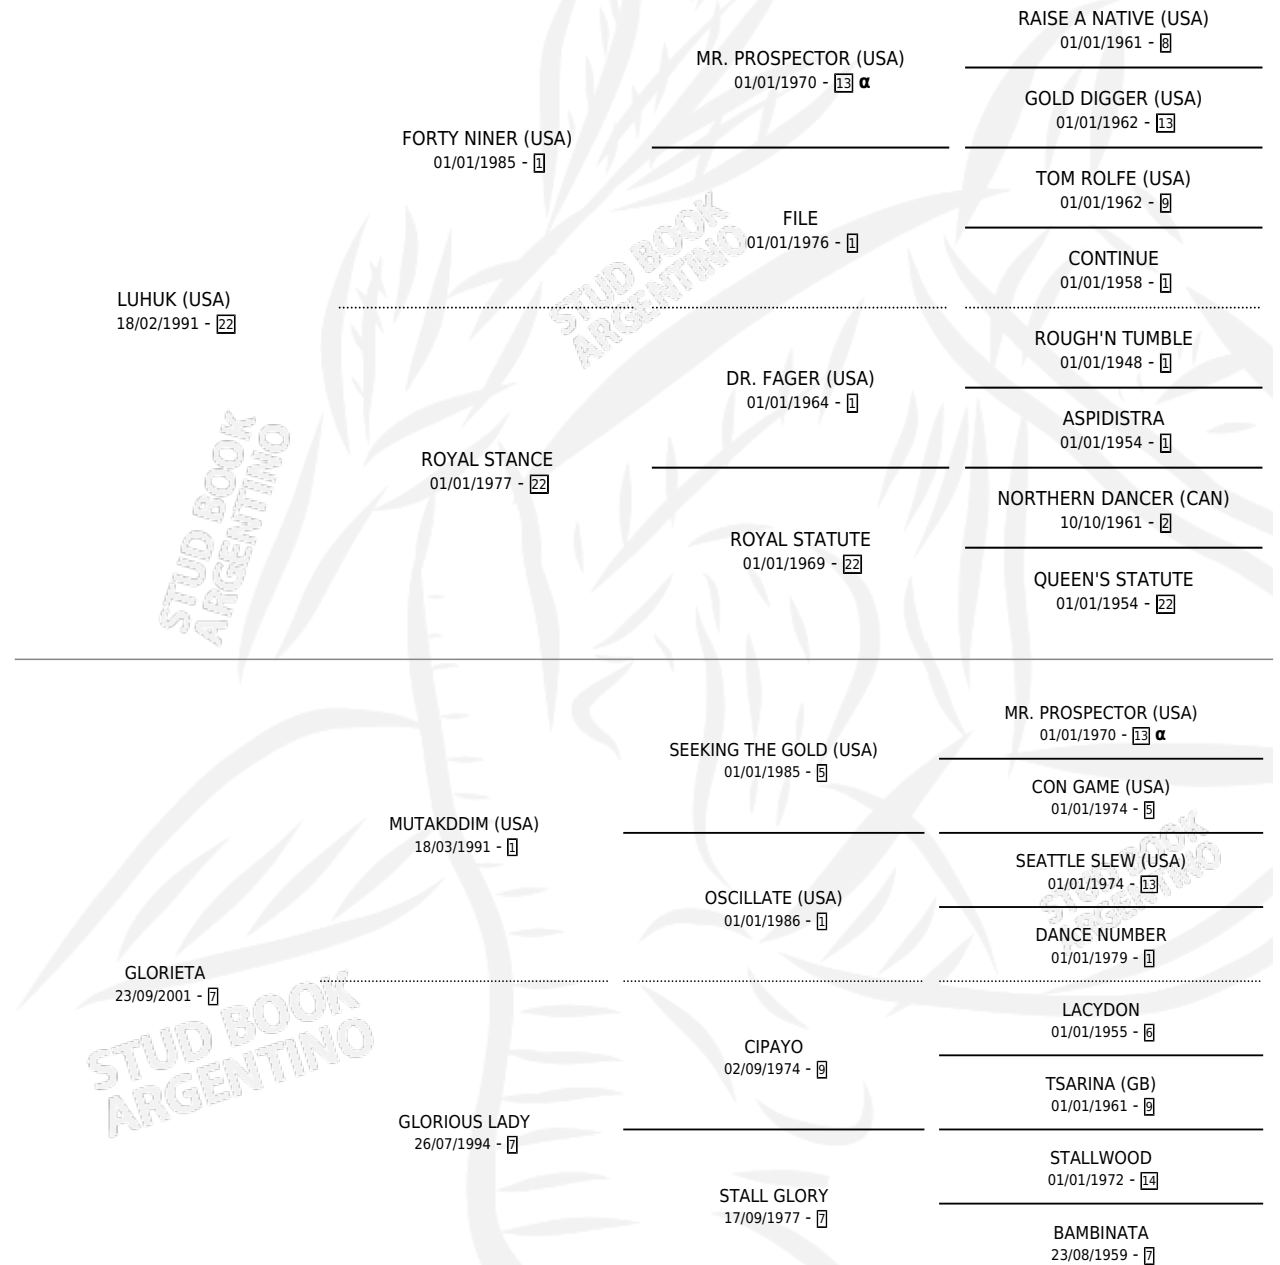 RAISE A NATIVE (USA)
01/01/1961 - 8
MR. PROSPECTOR (USA)
01/01/1970 - 13 α
GOLD DIGGER (USA)
01/01/1962 - 13
FORTY NINER (USA)
01/01/1985 - 1
TOM ROLFE (USA)
01/01/1962 - 9
FILE
01/01/1976 - 1
CONTINUE
01/01/1958 - 1
LUHUK (USA)
18/02/1991 - 22
ROUGH'N TUMBLE
01/01/1948 - 1
DR. FAGER (USA)
01/01/1964 - 1
ASPIDISTRA
01/01/1954 - 1
ROYAL STANCE
01/01/1977 - 22
NORTHERN DANCER (CAN)
10/10/1961 - 2
ROYAL STATUTE
01/01/1969 - 22
QUEEN'S STATUTE
01/01/1954 - 22
STUD BOOK
ARGENTINO
STUD BOOK
ARGENTINO
MR. PROSPECTOR (USA)
01/01/1970 - 13 α
SEEKING THE GOLD (USA)
01/01/1985 - 5
CON GAME (USA)
01/01/1974 - 5
MUTAKDDIM (USA)
18/03/1991 - 1
SEATTLE SLEW (USA)
01/01/1974 - 13
OSCILLATE (USA)
01/01/1986 - 1
DANCE NUMBER
01/01/1979 - 1
GLORIETA
23/09/2001 - 7
LACYDON
01/01/1955 - 6
CIPAYO
02/09/1974 - 9
TSARINA (GB)
01/01/1961 - 9
GLORIOUS LADY
26/07/1994 - 7
STALLWOOD
01/01/1972 - 14
STALL GLORY
17/09/1977 - 7
BAMBINATA
23/08/1959 - 7
STUD BOOK
ARGENTINO
STUD BOOK
ARGENTINO